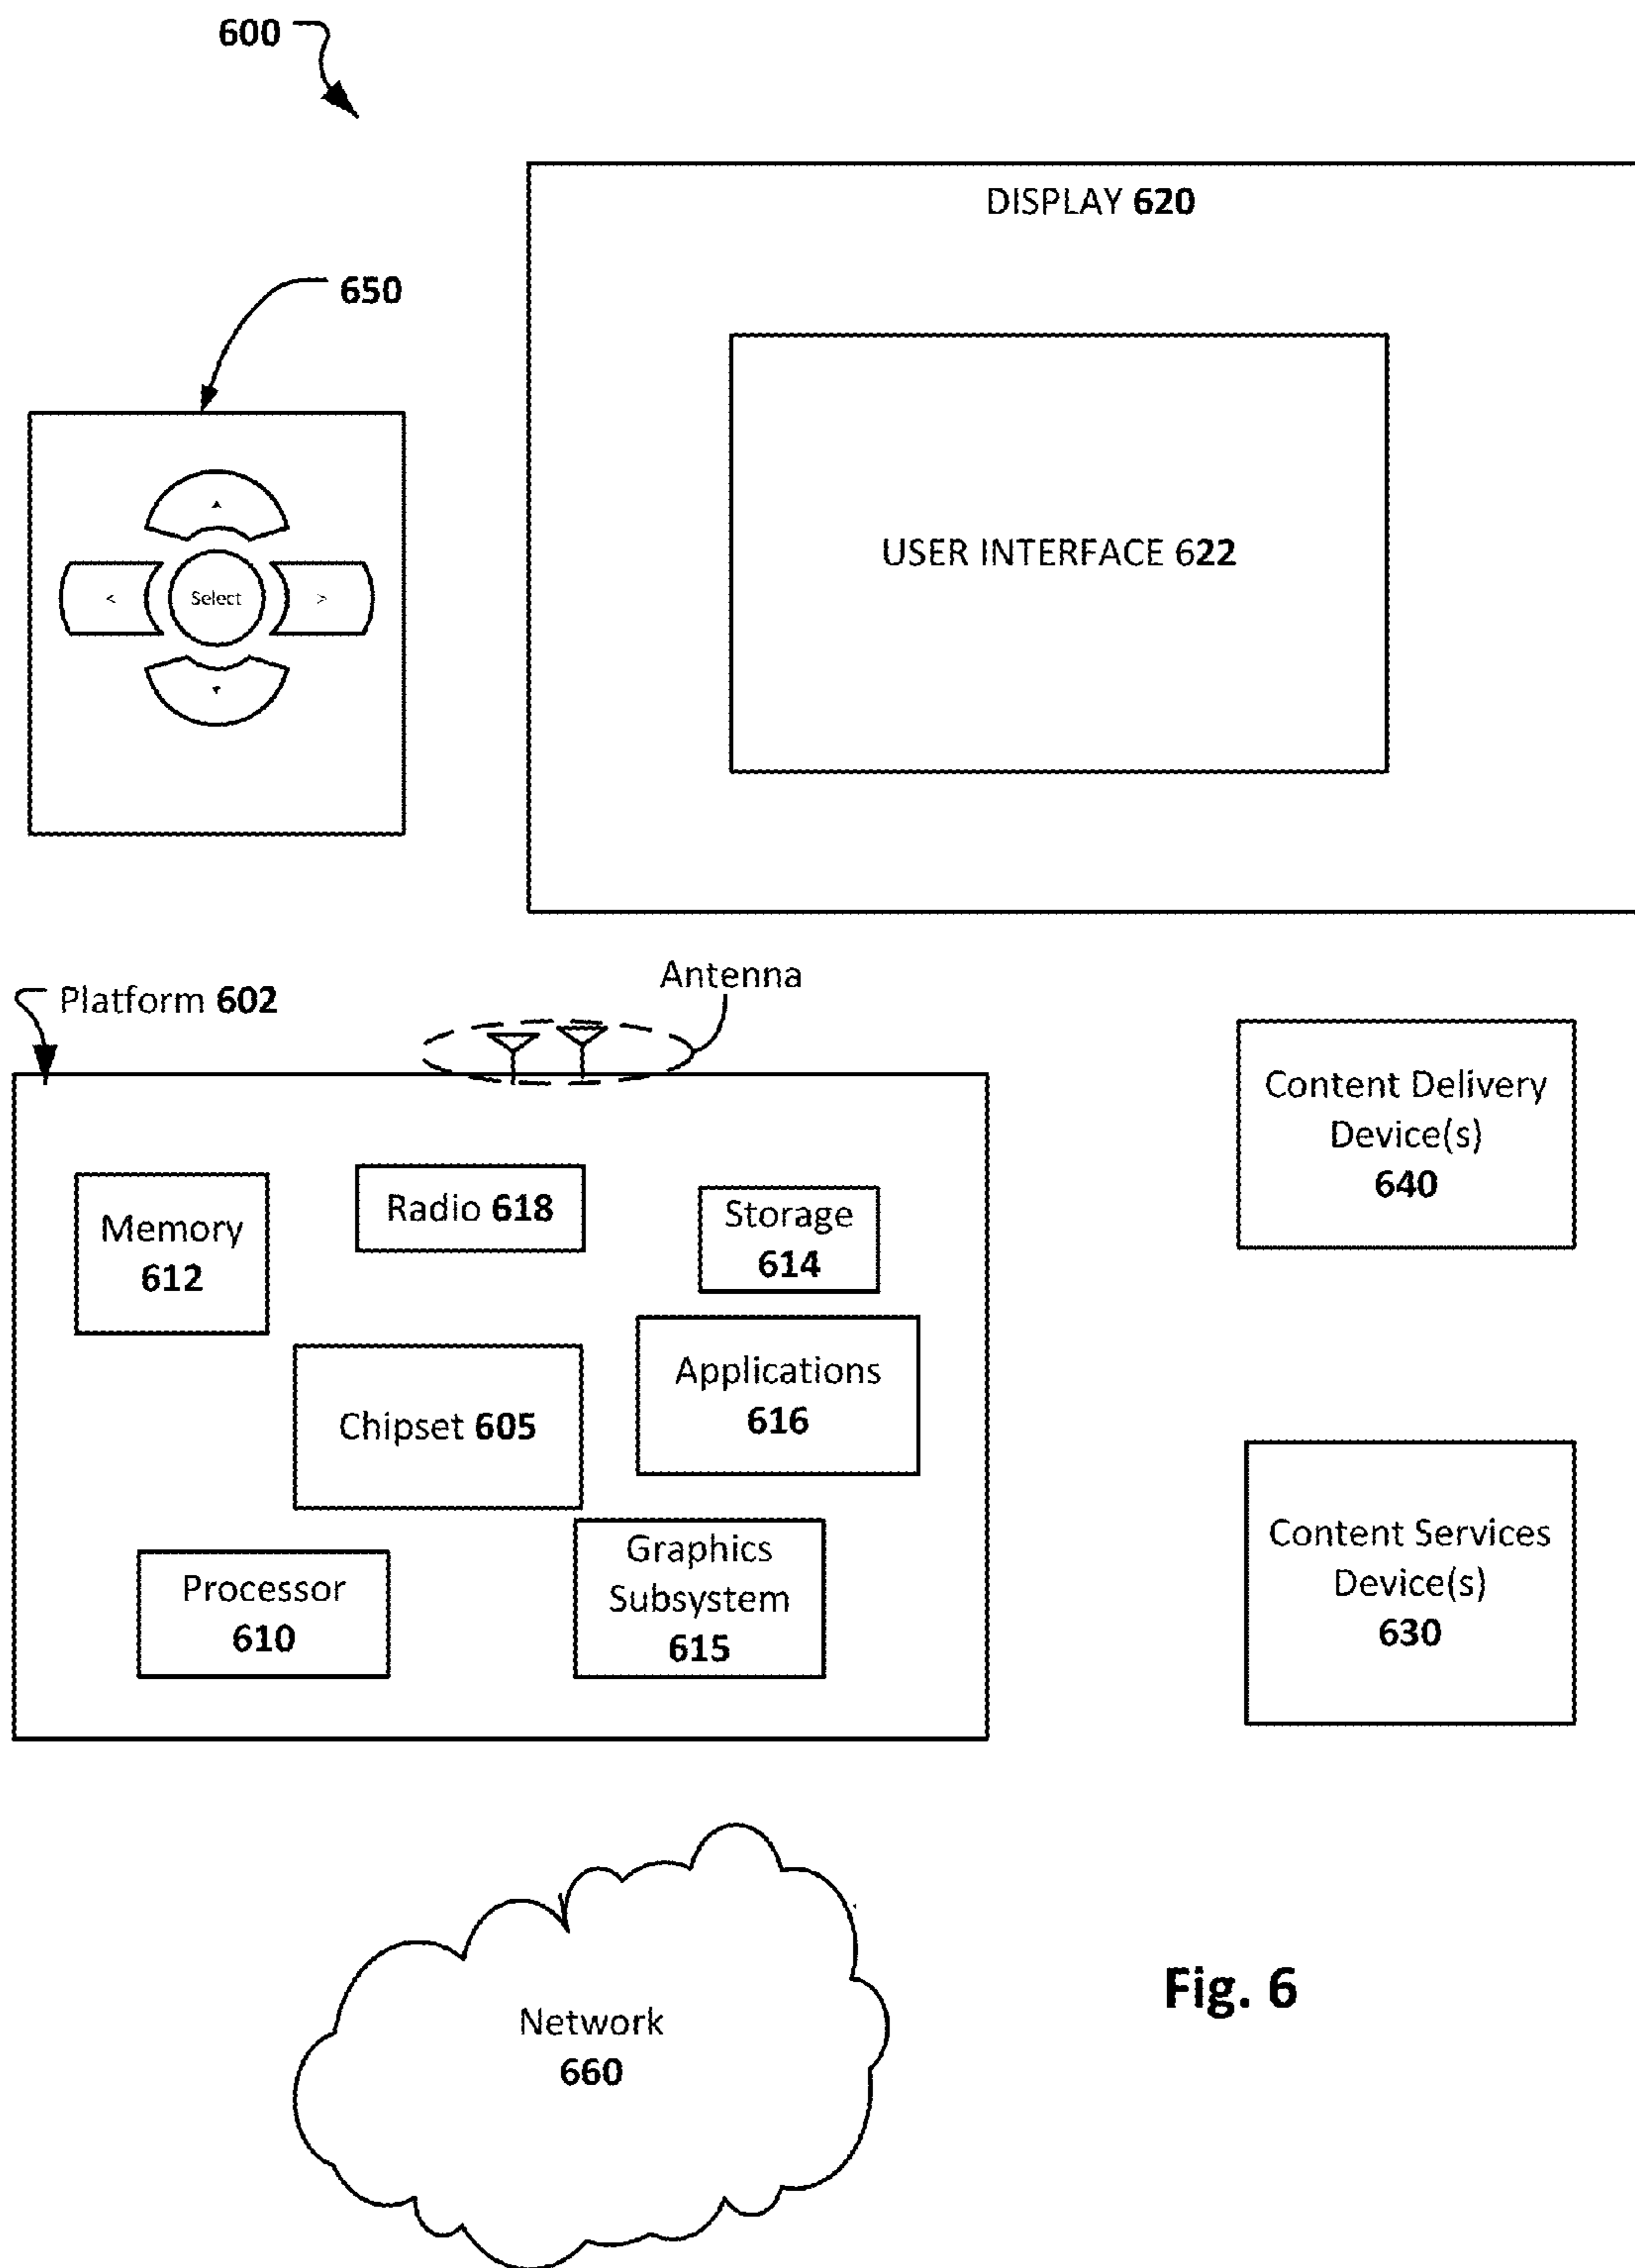 600
DISPLAY 620
650
USER INTERFACE 622
<
Select
>
Platform 602
Antenna
Content Delivery
Device(s)
640
Memory
612
Radio 618
Storage
614
Chipset 605
Applications
616
Content Services
Device(s)
630
Processor
610
Graphics
Subsystem
615
Network
660
Fig. 6